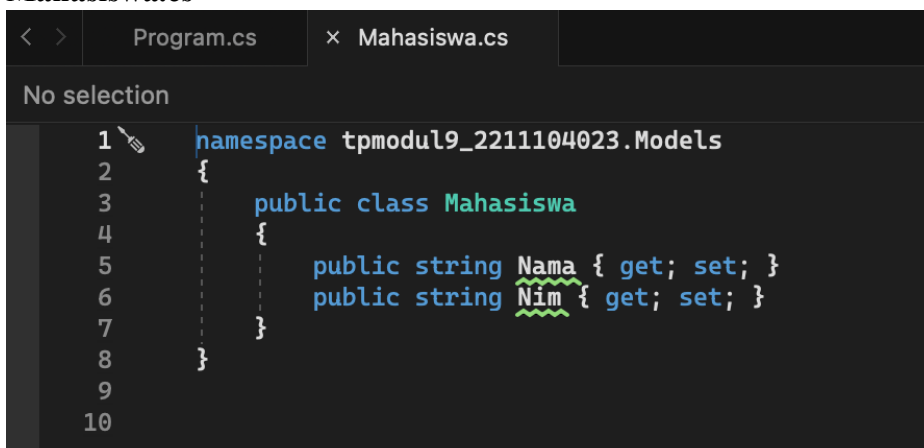 Mahasiswa.cs
< > Program.cs × Mahasiswa.cs
No selection
1 namespace tpmodul9_2211104023.Models
2 {
3 public class Mahasiswa
4 {
5 public string Nama { get; set; }
6 public string Nim { get; set; }
7 }
8 }
9
10